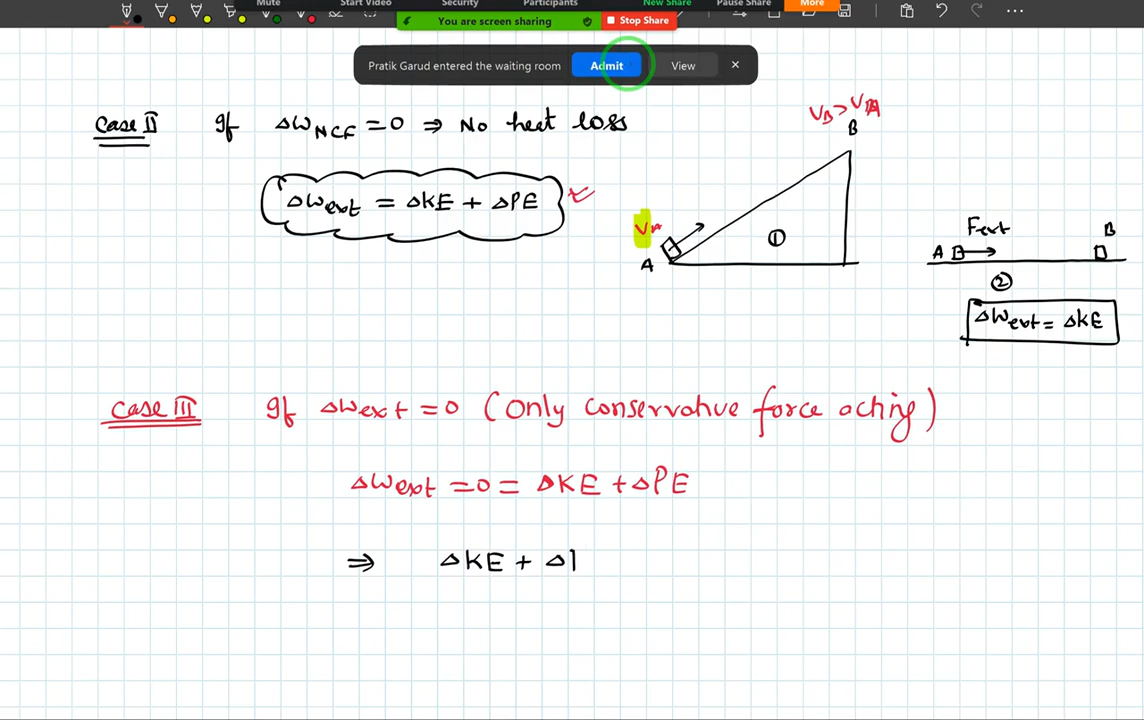 Mute Start Video Security Participants New Share Pause Share More
You are screen sharing Stop Share
Pratik Garud entered the waiting room Admit View
Case II If ΔW_NCF = 0 ⇒ No heat loss
ΔW_ext = ΔKE + ΔPE
V_B > V_A
B
V_A
A
①
Fext
A B
②
ΔW_ext = ΔKE
Case III If ΔW_ext = 0 (Only conservative force acting)
ΔW_ext = 0 = ΔKE + ΔPE
⇒ ΔKE + Δ